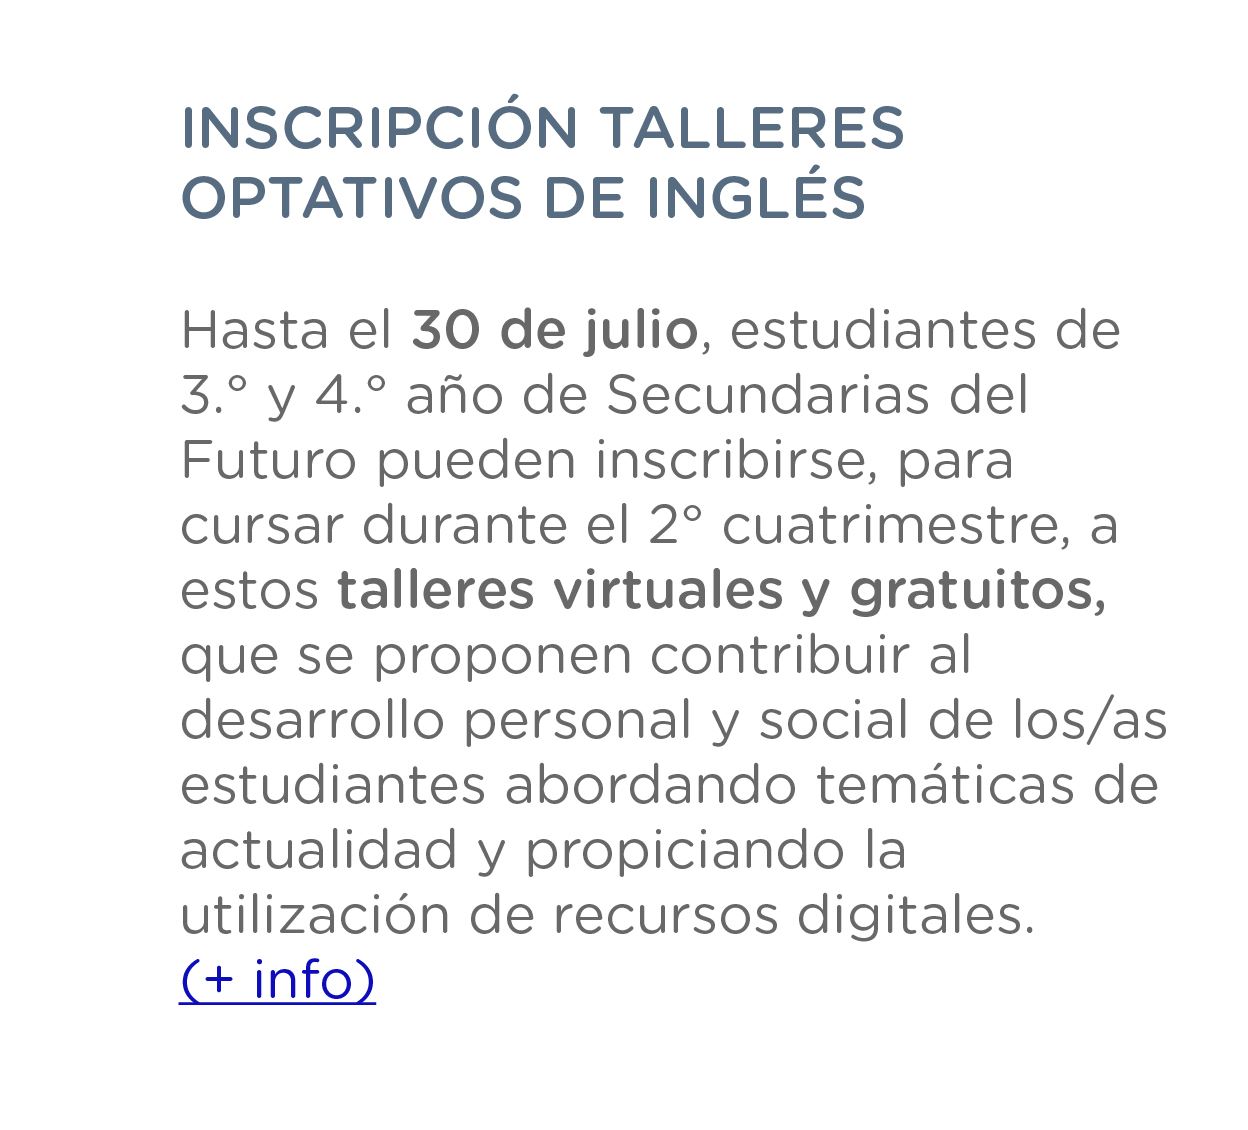 INSCRIPCIÓN TALLERES
OPTATIVOS DE INGLÉS
Hasta el 30 de julio, estudiantes de
3.° y 4.° año de Secundarias del
Futuro pueden inscribirse, para
cursar durante el 2° cuatrimestre, a
estos talleres virtuales y gratuitos,
que se proponen contribuir al
desarrollo personal y social de los/as
estudiantes abordando temáticas de
actualidad y propiciando la
utilización de recursos digitales.
(+ info)